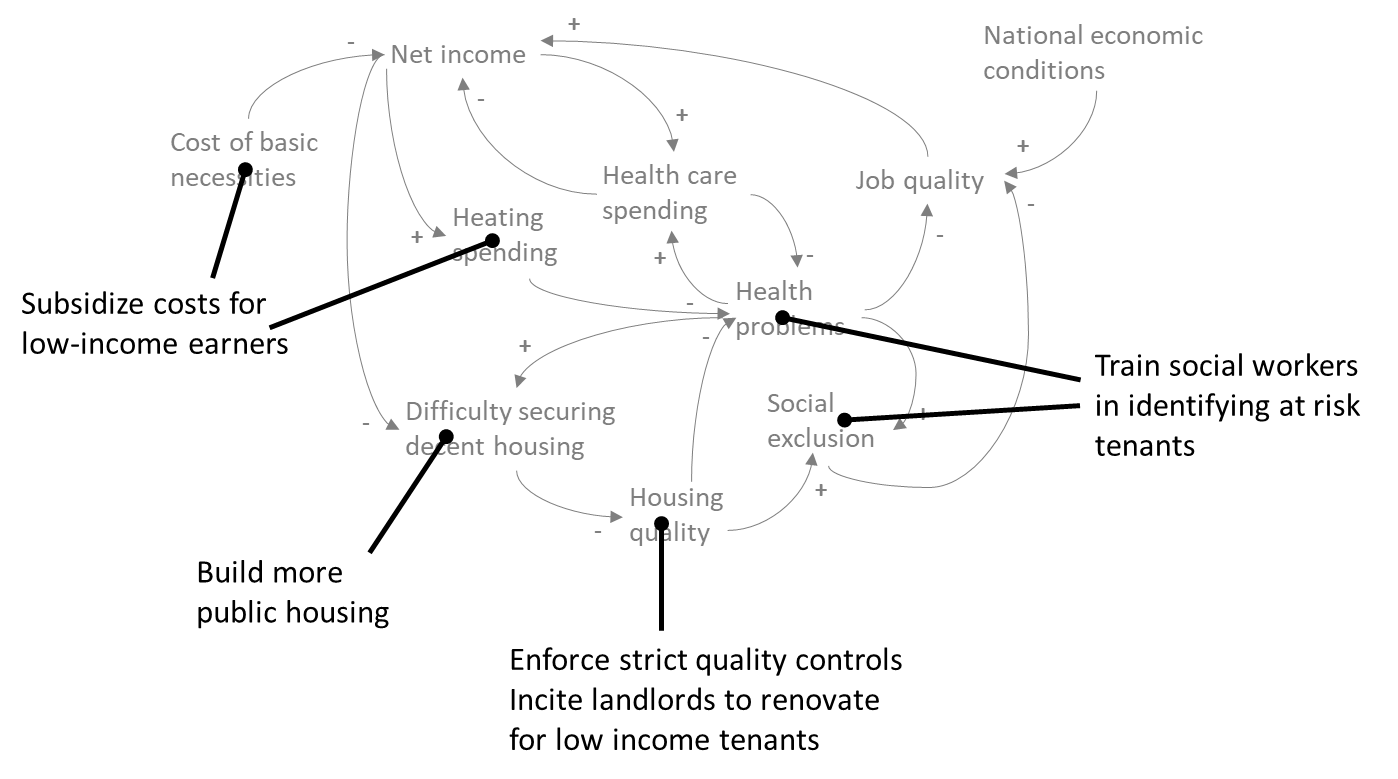 +
-
Net income
National economic
conditions
-
+
Cost of basic
necessities
+
Health care
spending
Job quality
-
Heating
spending
+
-
+
-
Health
problems
-
-
+
Train social workers
in identifying at risk
tenants
Subsidize costs for
low-income earners
Difficulty securing
decent housing
-
Social
exclusion
+
Housing
quality
+
-
Build more
public housing
Enforce strict quality controls
Incite landlords to renovate
for low income tenants